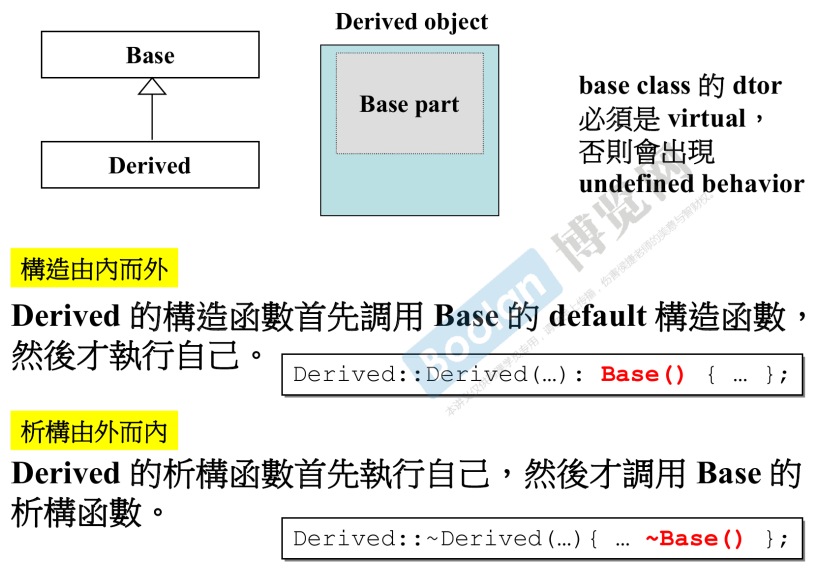 Derived object
Base
Base part
Derived
base class 的 dtor
必須是 virtual，
否則會出現
undefined behavior
構造由內而外
Derived 的構造函數首先調用 Base 的 default 構造函數，
然後才執行自己。
Derived::Derived(…): Base() { … };
析構由外而內
Derived 的析構函數首先執行自己，然後才調用 Base 的
析構函數。
Derived::~Derived(…){ … ~Base() };
Boolan
博览网